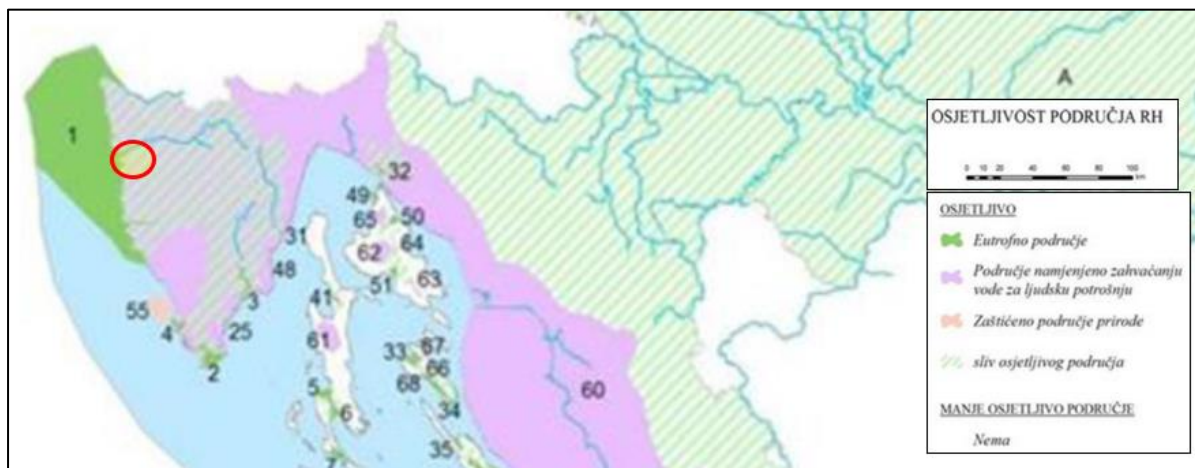 A
1
32
49
65
50
31
62
64
48
51
63
41
3
55
4
25
61
2
33
67
66
68
5
34
60
6
35
OSJETLJIVOST PODRUČJA RH
0 10 20 40 60 80 100
km
OSJETLJIVO
Eutrofno područje
Područje namjenjeno zahvaćanju
vode za ljudsku potrošnju
Zaštićeno područje prirode
sliv osjetljivog područja
MANJE OSJETLJIVO PODRUČJE
Nema